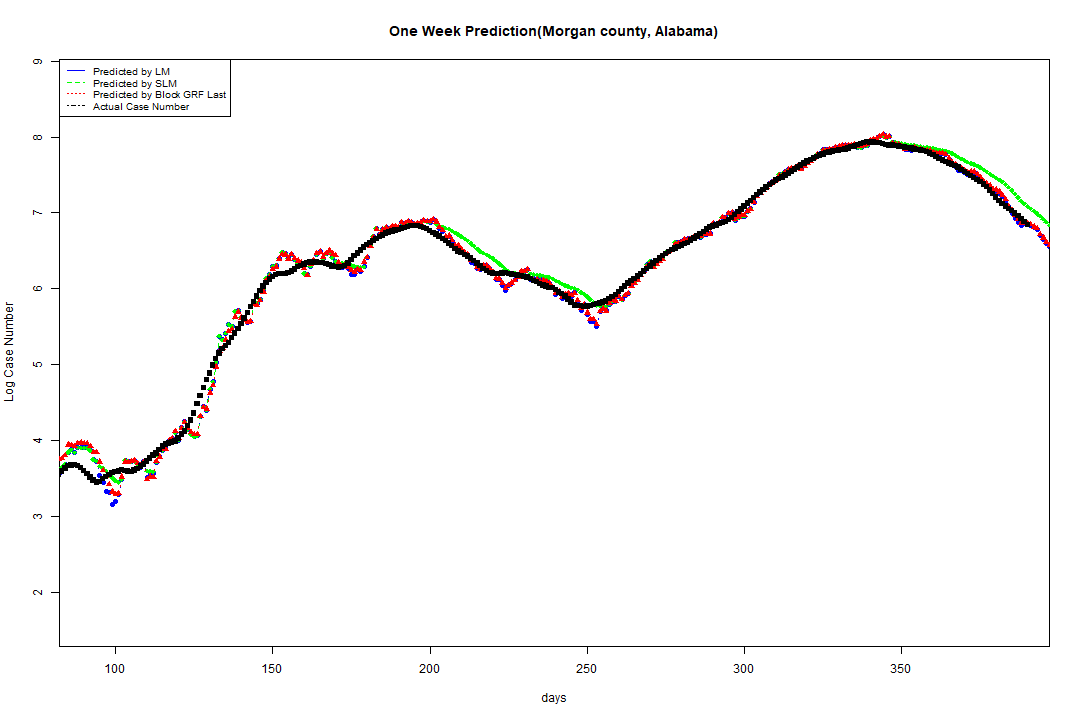 One Week Prediction(Morgan county, Alabama)
Predicted by LM
Predicted by SLM
Predicted by Block GRF Last
Actual Case Number
9
8
7
6
5
4
3
2
Log Case Number
100 150 200 250 300 350
days